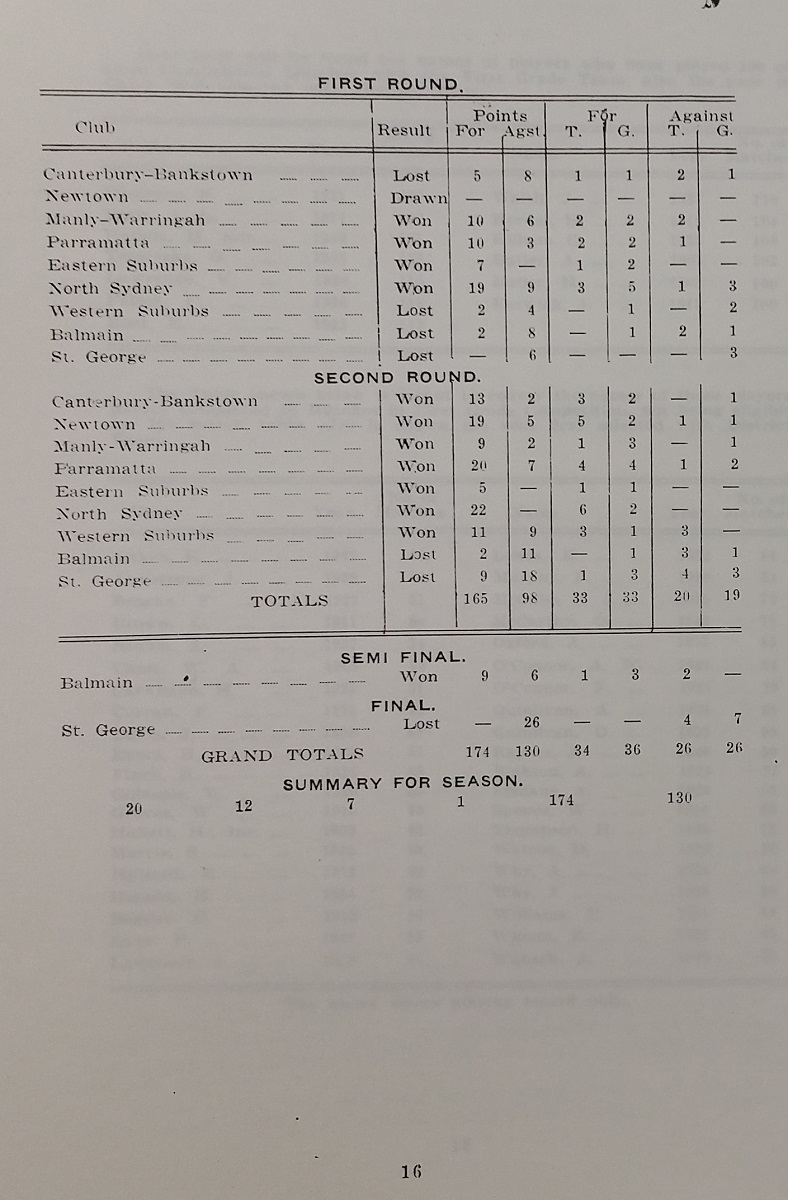 FIRST ROUND.
Club Result Points For Against
For Agst. T. G. T. G.
Canterbury-Bankstown Lost 5 8 1 1 2 1
Newtown Drawn — — — — — —
Manly-Warringah Won 10 6 2 2 2 —
Parramatta Won 10 3 2 2 1 —
Eastern Suburbs Won 7 — 1 2 — —
North Sydney Won 19 9 3 5 1 3
Western Suburbs Lost 2 4 — 1 — 2
Balmain Lost 2 8 — 1 2 1
St. George Lost — 6 — — — 3
SECOND ROUND.
Canterbury-Bankstown Won 13 2 3 2 — 1
Newtown Won 19 5 5 2 1 1
Manly-Warringah Won 9 2 1 3 — 1
Parramatta Won 20 7 4 4 1 2
Eastern Suburbs Won 5 — 1 1 — —
North Sydney Won 22 — 6 2 — —
Western Suburbs Won 11 9 3 1 3 —
Balmain Lost 2 11 — 1 3 1
St. George Lost 9 18 1 3 4 3
TOTALS 165 98 33 33 20 19
SEMI FINAL.
Balmain Won 9 6 1 3 2 —
FINAL.
St. George Lost — 26 — — 4 7
GRAND TOTALS 174 130 34 36 26 26
SUMMARY FOR SEASON.
20 12 7 1 174 130
16